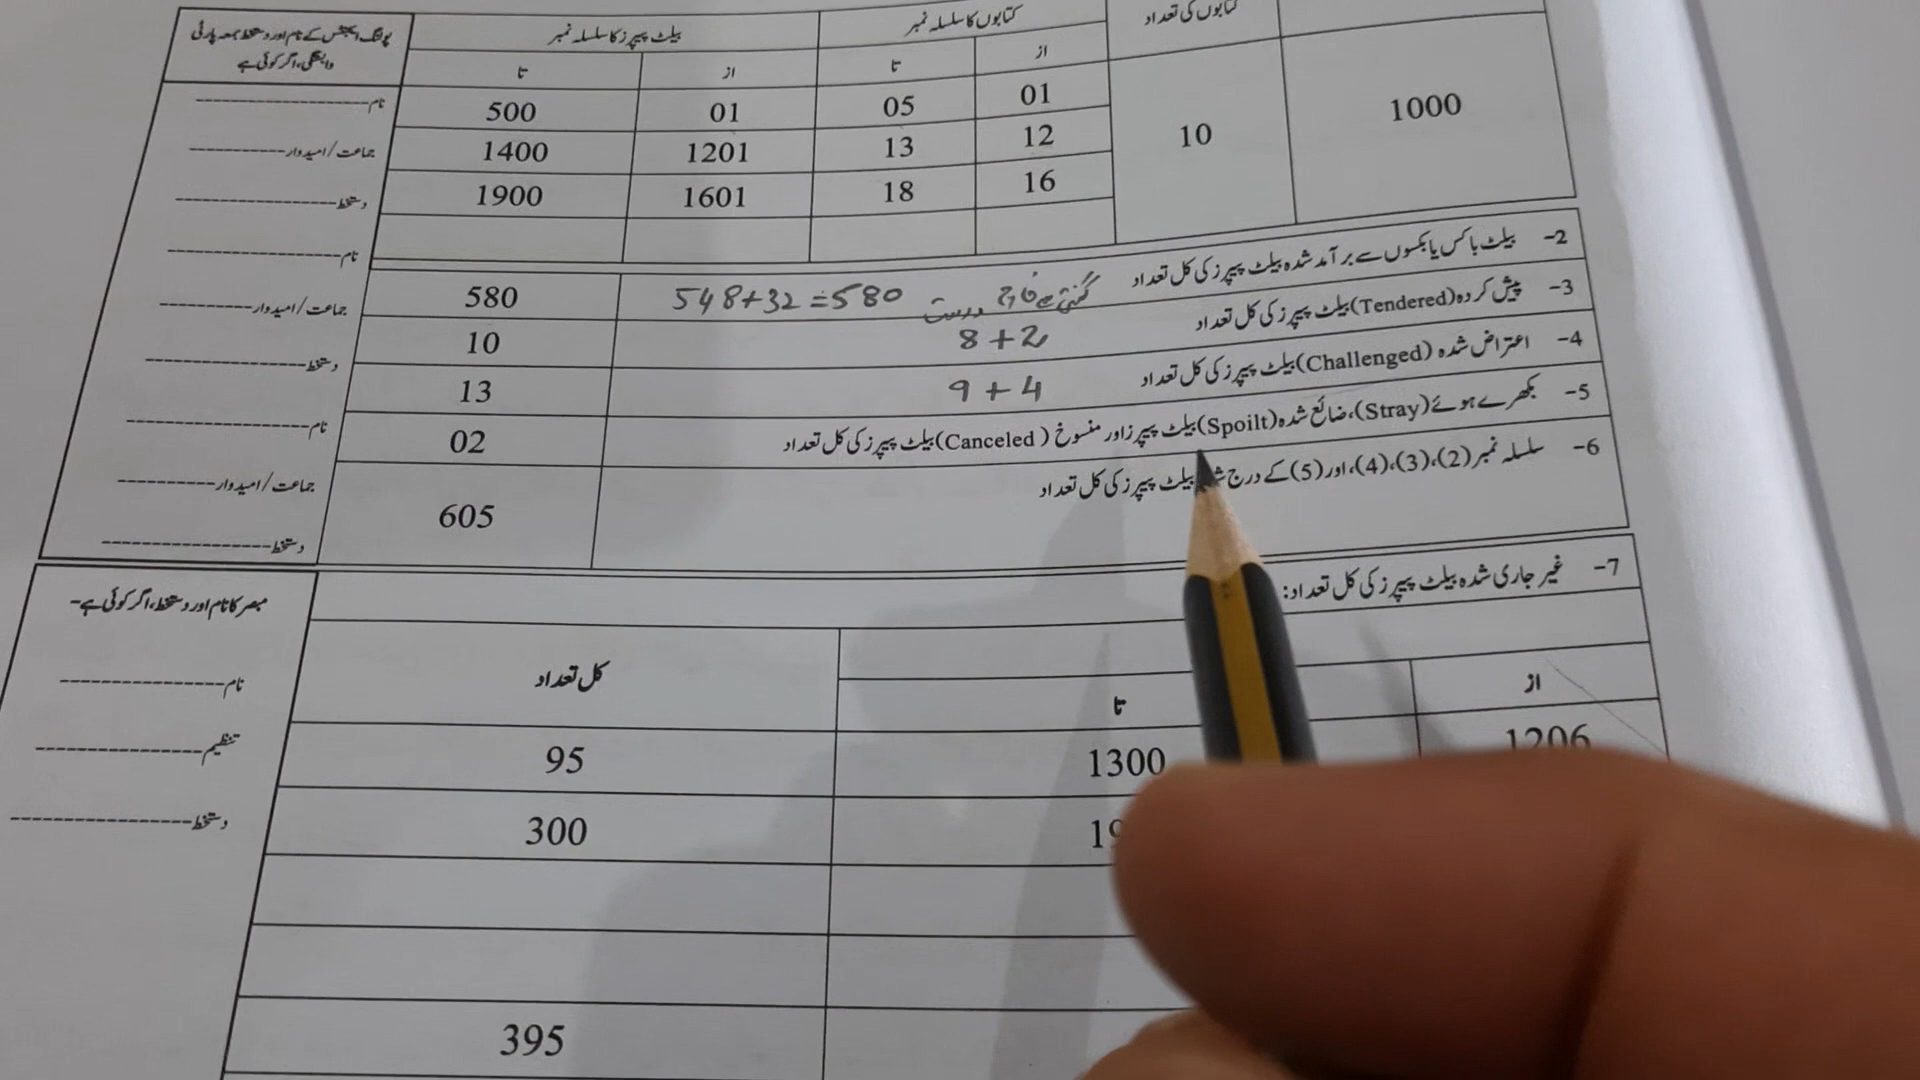 پولنگ ایجنٹس کے نام اور دستخط بمعہ پارٹی وابستگی، اگر کوئی ہے
بیلٹ پیپرز کا سلسلہ نمبر
کتابوں کا سلسلہ نمبر
کتابوں کی تعداد
از تا از تا
01 05 01 500
12 13 1201 1400
16 18 1601 1900
10
1000
نام
جماعت/امیدوار
دستخط
نام
جماعت/امیدوار
دستخط
نام
جماعت/امیدوار
دستخط
2- بیلٹ باکس یا بکسوں سے برآمد شدہ بیلٹ پیپرز کی کل تعداد
درست
548+32=580
580
3- پیش کردہ (Tendered) بیلٹ پیپرز کی کل تعداد
8+2
10
4- اعتراض شدہ (Challenged) بیلٹ پیپرز کی کل تعداد
9+4
13
5- بکھرے ہوئے (Stray)، ضائع شدہ (Spoilt) بیلٹ پیپرز اور منسوخ (Canceled) بیلٹ پیپرز کی کل تعداد
02
6- سلسلہ نمبر (2)،(3)،(4)، اور (5) کے درج شدہ بیلٹ پیپرز کی کل تعداد
605
7- غیر جاری شدہ بیلٹ پیپرز کی کل تعداد:
از تا کل تعداد
1206 1300 95
300
395
مبصر کا نام اور دستخط، اگر کوئی ہے-
نام
تنظیم
دستخط